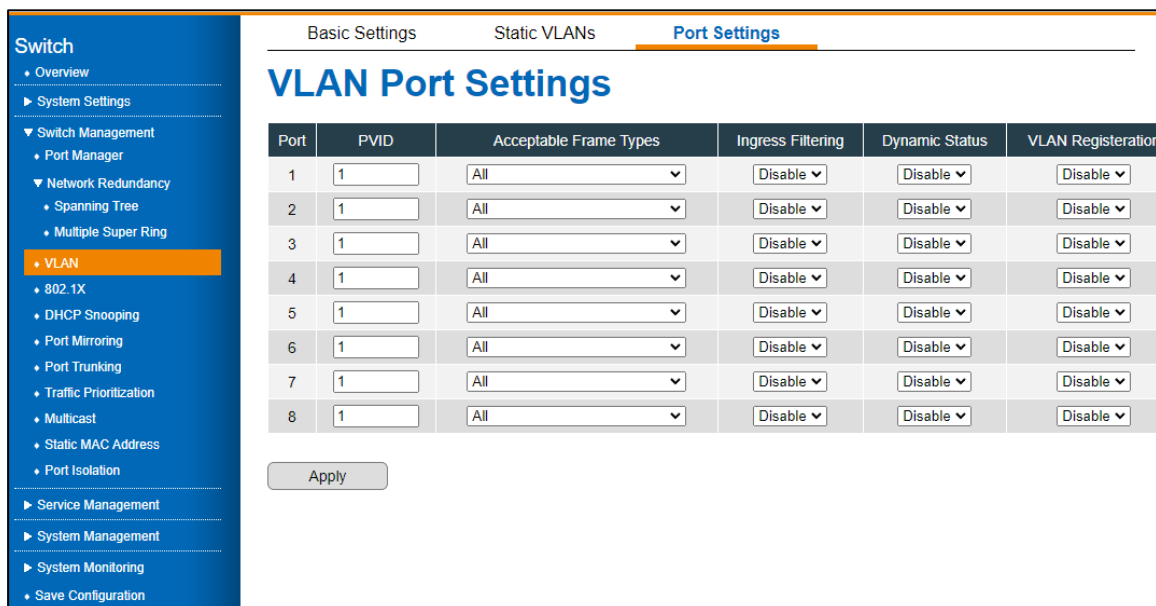 Switch
Overview
System Settings
Switch Management
Port Manager
Network Redundancy
Spanning Tree
Multiple Super Ring
VLAN
802.1X
DHCP Snooping
Port Mirroring
Port Trunking
Traffic Prioritization
Multicast
Static MAC Address
Port Isolation
Service Management
System Management
System Monitoring
Save Configuration
Basic Settings Static VLANs Port Settings
VLAN Port Settings
Port PVID Acceptable Frame Types Ingress Filtering Dynamic Status VLAN Registeration
1 1 All Disable Disable Disable
2 1 All Disable Disable Disable
3 1 All Disable Disable Disable
4 1 All Disable Disable Disable
5 1 All Disable Disable Disable
6 1 All Disable Disable Disable
7 1 All Disable Disable Disable
8 1 All Disable Disable Disable
Apply